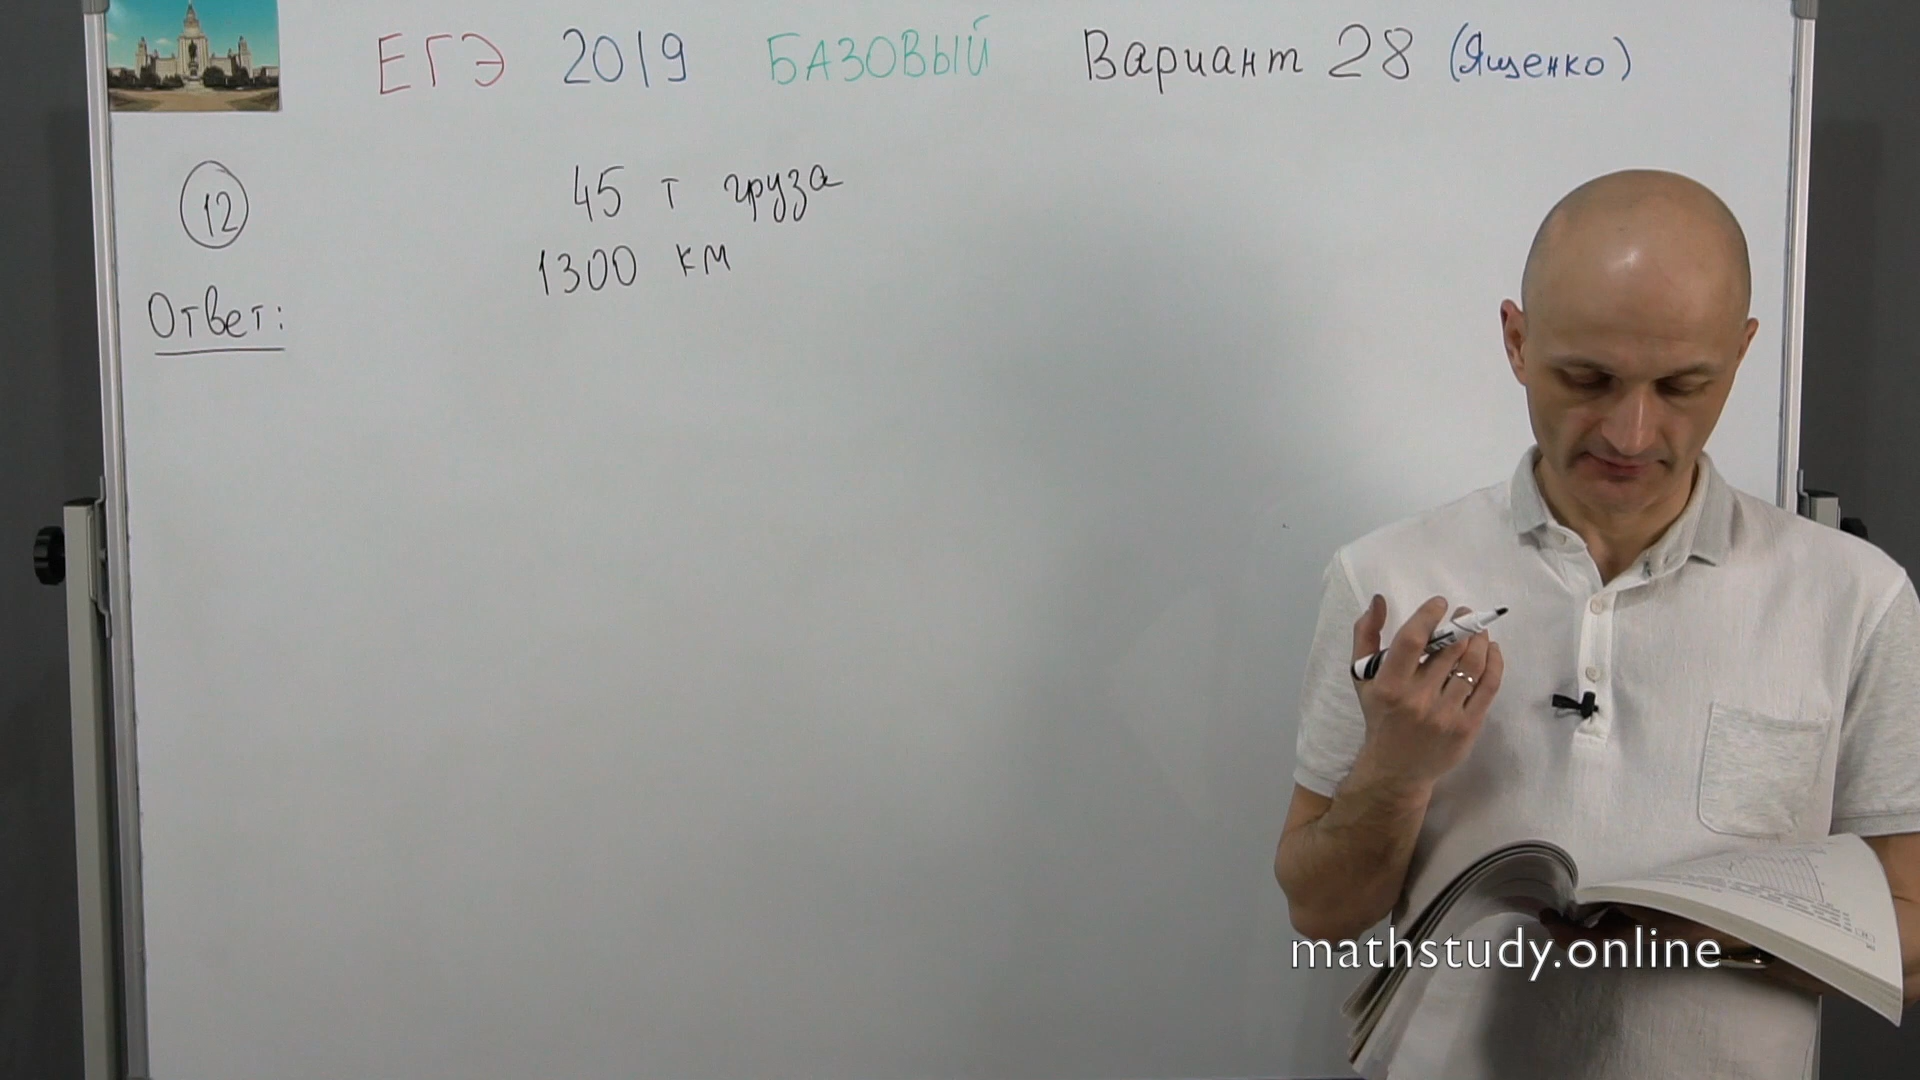 ЕГЭ 2019 БАЗОВЫЙ Вариант 28 (Ященко)
12
45 т груза
1300 км
Ответ:
mathstudy.online